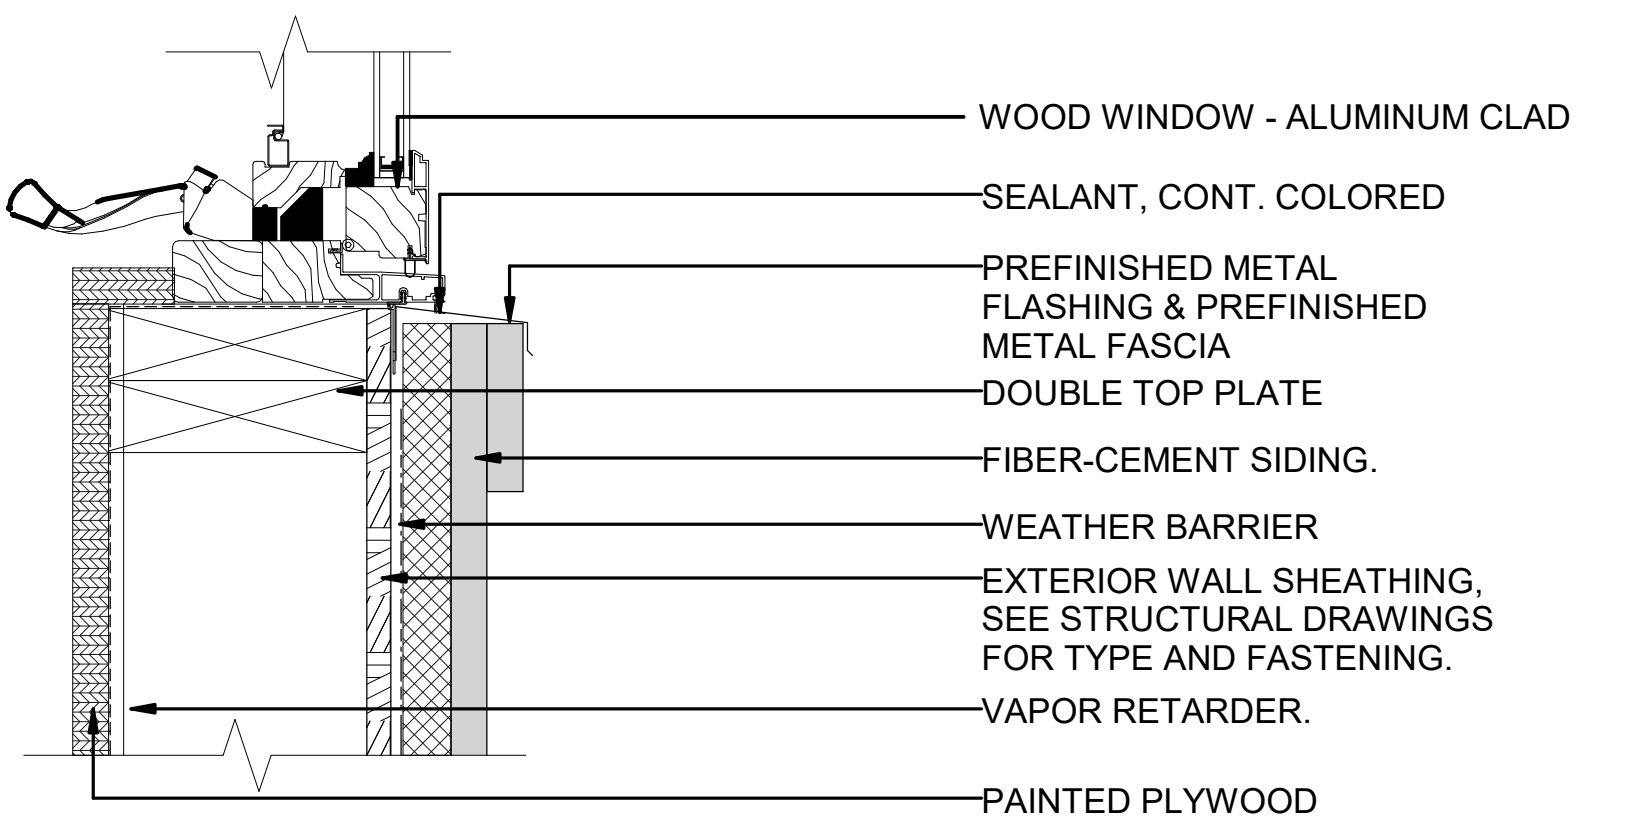 WOOD WINDOW - ALUMINUM CLAD
SEALANT, CONT. COLORED
PREFINISHED METAL
FLASHING & PREFINISHED
METAL FASCIA
DOUBLE TOP PLATE
FIBER-CEMENT SIDING.
WEATHER BARRIER
EXTERIOR WALL SHEATHING,
SEE STRUCTURAL DRAWINGS
FOR TYPE AND FASTENING.
VAPOR RETARDER.
PAINTED PLYWOOD